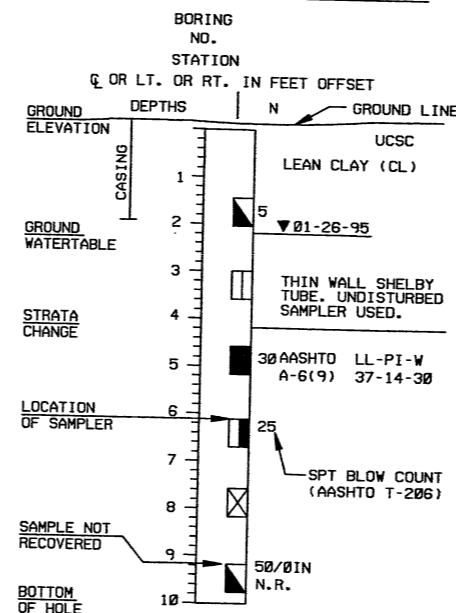 BORING
NO.
STATION
℄ OR LT. OR RT. IN FEET OFFSET
GROUND
ELEVATION
DEPTHS
N
GROUND LINE
UCSC
LEAN CLAY (CL)
CASING
1
2
5
▼ 01-26-95
GROUND
WATERTABLE
3
THIN WALL SHELBY
TUBE. UNDISTURBED
SAMPLER USED.
4
STRATA
CHANGE
5
30 AASHTO LL-PI-W
A-6(9) 37-14-30
LOCATION
OF SAMPLER
6
25
7
SPT BLOW COUNT
(AASHTO T-206)
8
SAMPLE NOT
RECOVERED
9
50/0IN
N.R.
BOTTOM
OF HOLE
10